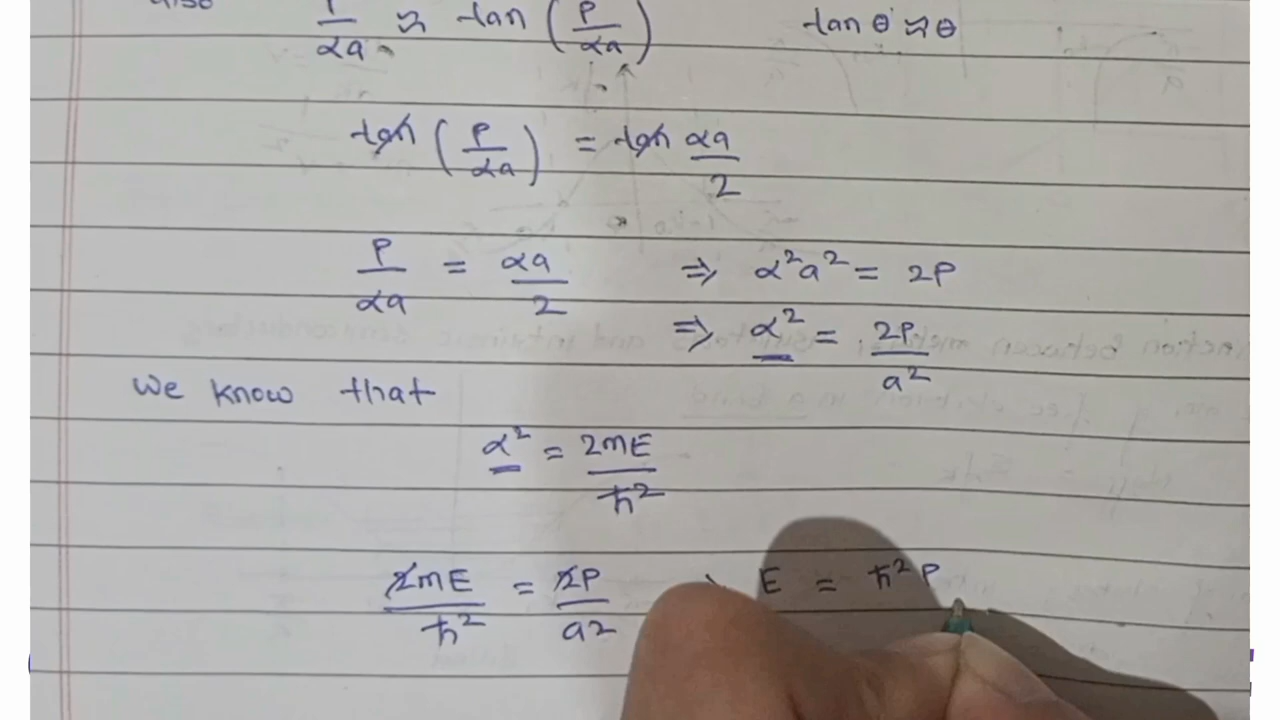 also P/αa ≈ tan (P/αa) tan θ ≈ θ
tan (P/αa) = tan αa/2
P/αa = αa/2 ⇒ α²a² = 2P
⇒ α² = 2P/a²
We know that
α² = 2mE/ħ²
2mE/ħ² = 2P/a² E = ħ²P